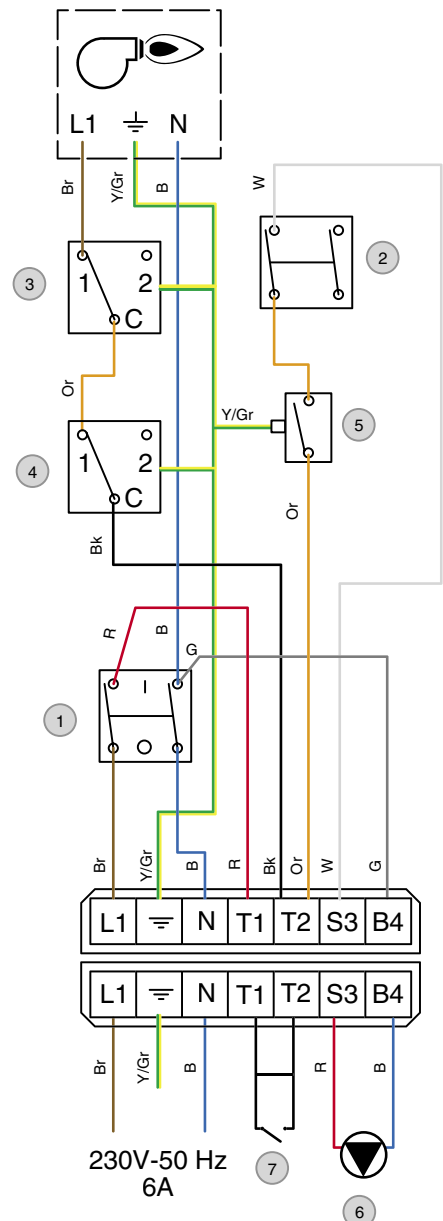 L1 N
Br
Y/Gr
B
W
1 2
C
3
2
Or
Y/Gr
5
1 2
C
4
Bk
Or
R
B
G
I
1
Br
Y/Gr
B
R
Bk
Or
W
G
L1 N T1 T2 S3 B4
L1 N T1 T2 S3 B4
Br
Y/Gr
B
R
B
230V-50 Hz
6A
7
6